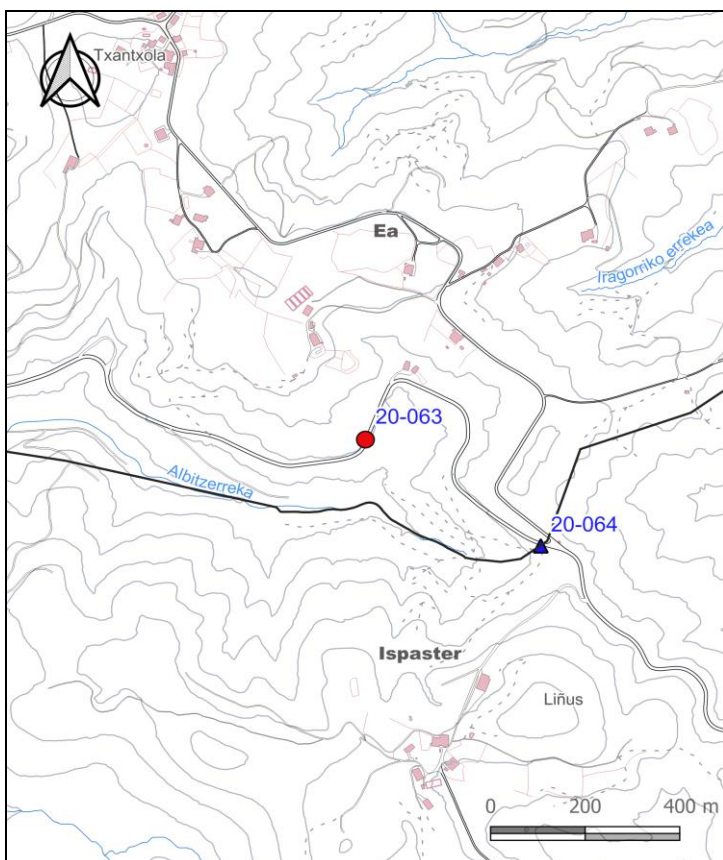 Txantxola
Ea
Iragorriko errekea
20-063
Albitzerreka
20-064
Ispaster
Liñus
0 200 400 m